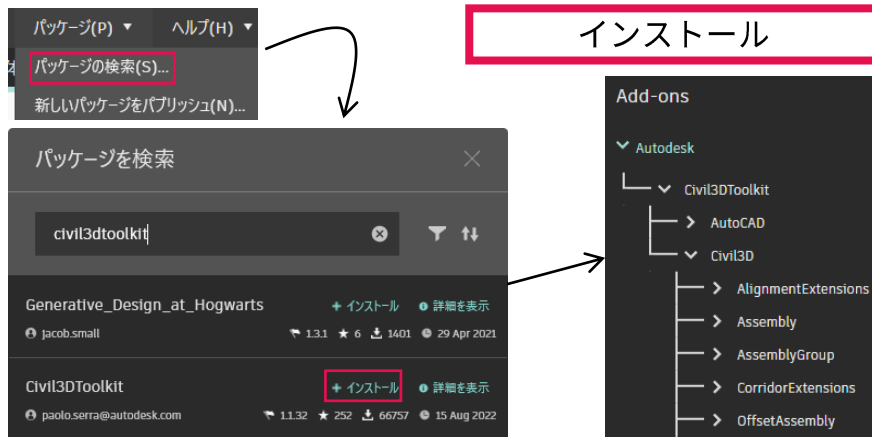 パッケージ(P) ▼ ヘルプ(H) ▼
パッケージの検索(S)...
新しいパッケージをパブリッシュ(N)...
インストール
パッケージを検索
civil3dtoolkit
Generative_Design_at_Hogwarts + インストール 詳細を表示
jacob.small 1.3.1 ★ 6 1401 29 Apr 2021
Civil3DToolkit + インストール 詳細を表示
paolo.serra@autodesk.com 1.1.32 ★ 252 66757 15 Aug 2022
Add-ons
Autodesk
Civil3DToolkit
AutoCAD
Civil3D
AlignmentExtensions
Assembly
AssemblyGroup
CorridorExtensions
OffsetAssembly